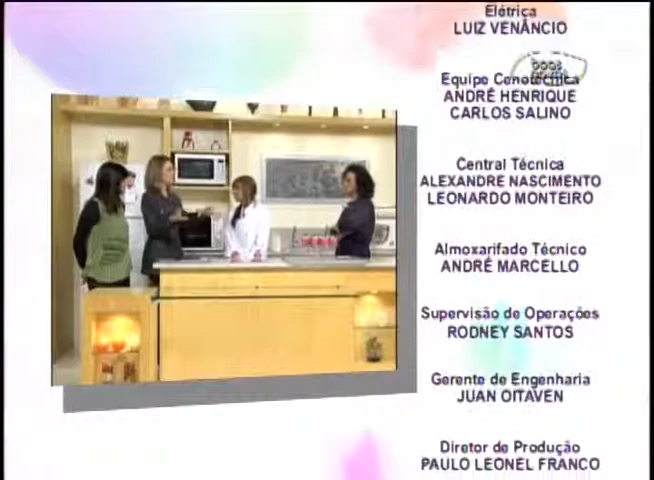 Elétrica
LUIZ VENÂNCIO
Equipe Cenotécnica
ANDRÉ HENRIQUE
CARLOS SALINO
Central Técnica
ALEXANDRE NASCIMENTO
LEONARDO MONTEIRO
Almoxarifado Técnico
ANDRÉ MARCELLO
Supervisão de Operações
RODNEY SANTOS
Gerente de Engenharia
JUAN OITAVEN
Diretor de Produção
PAULO LEONEL FRANCO